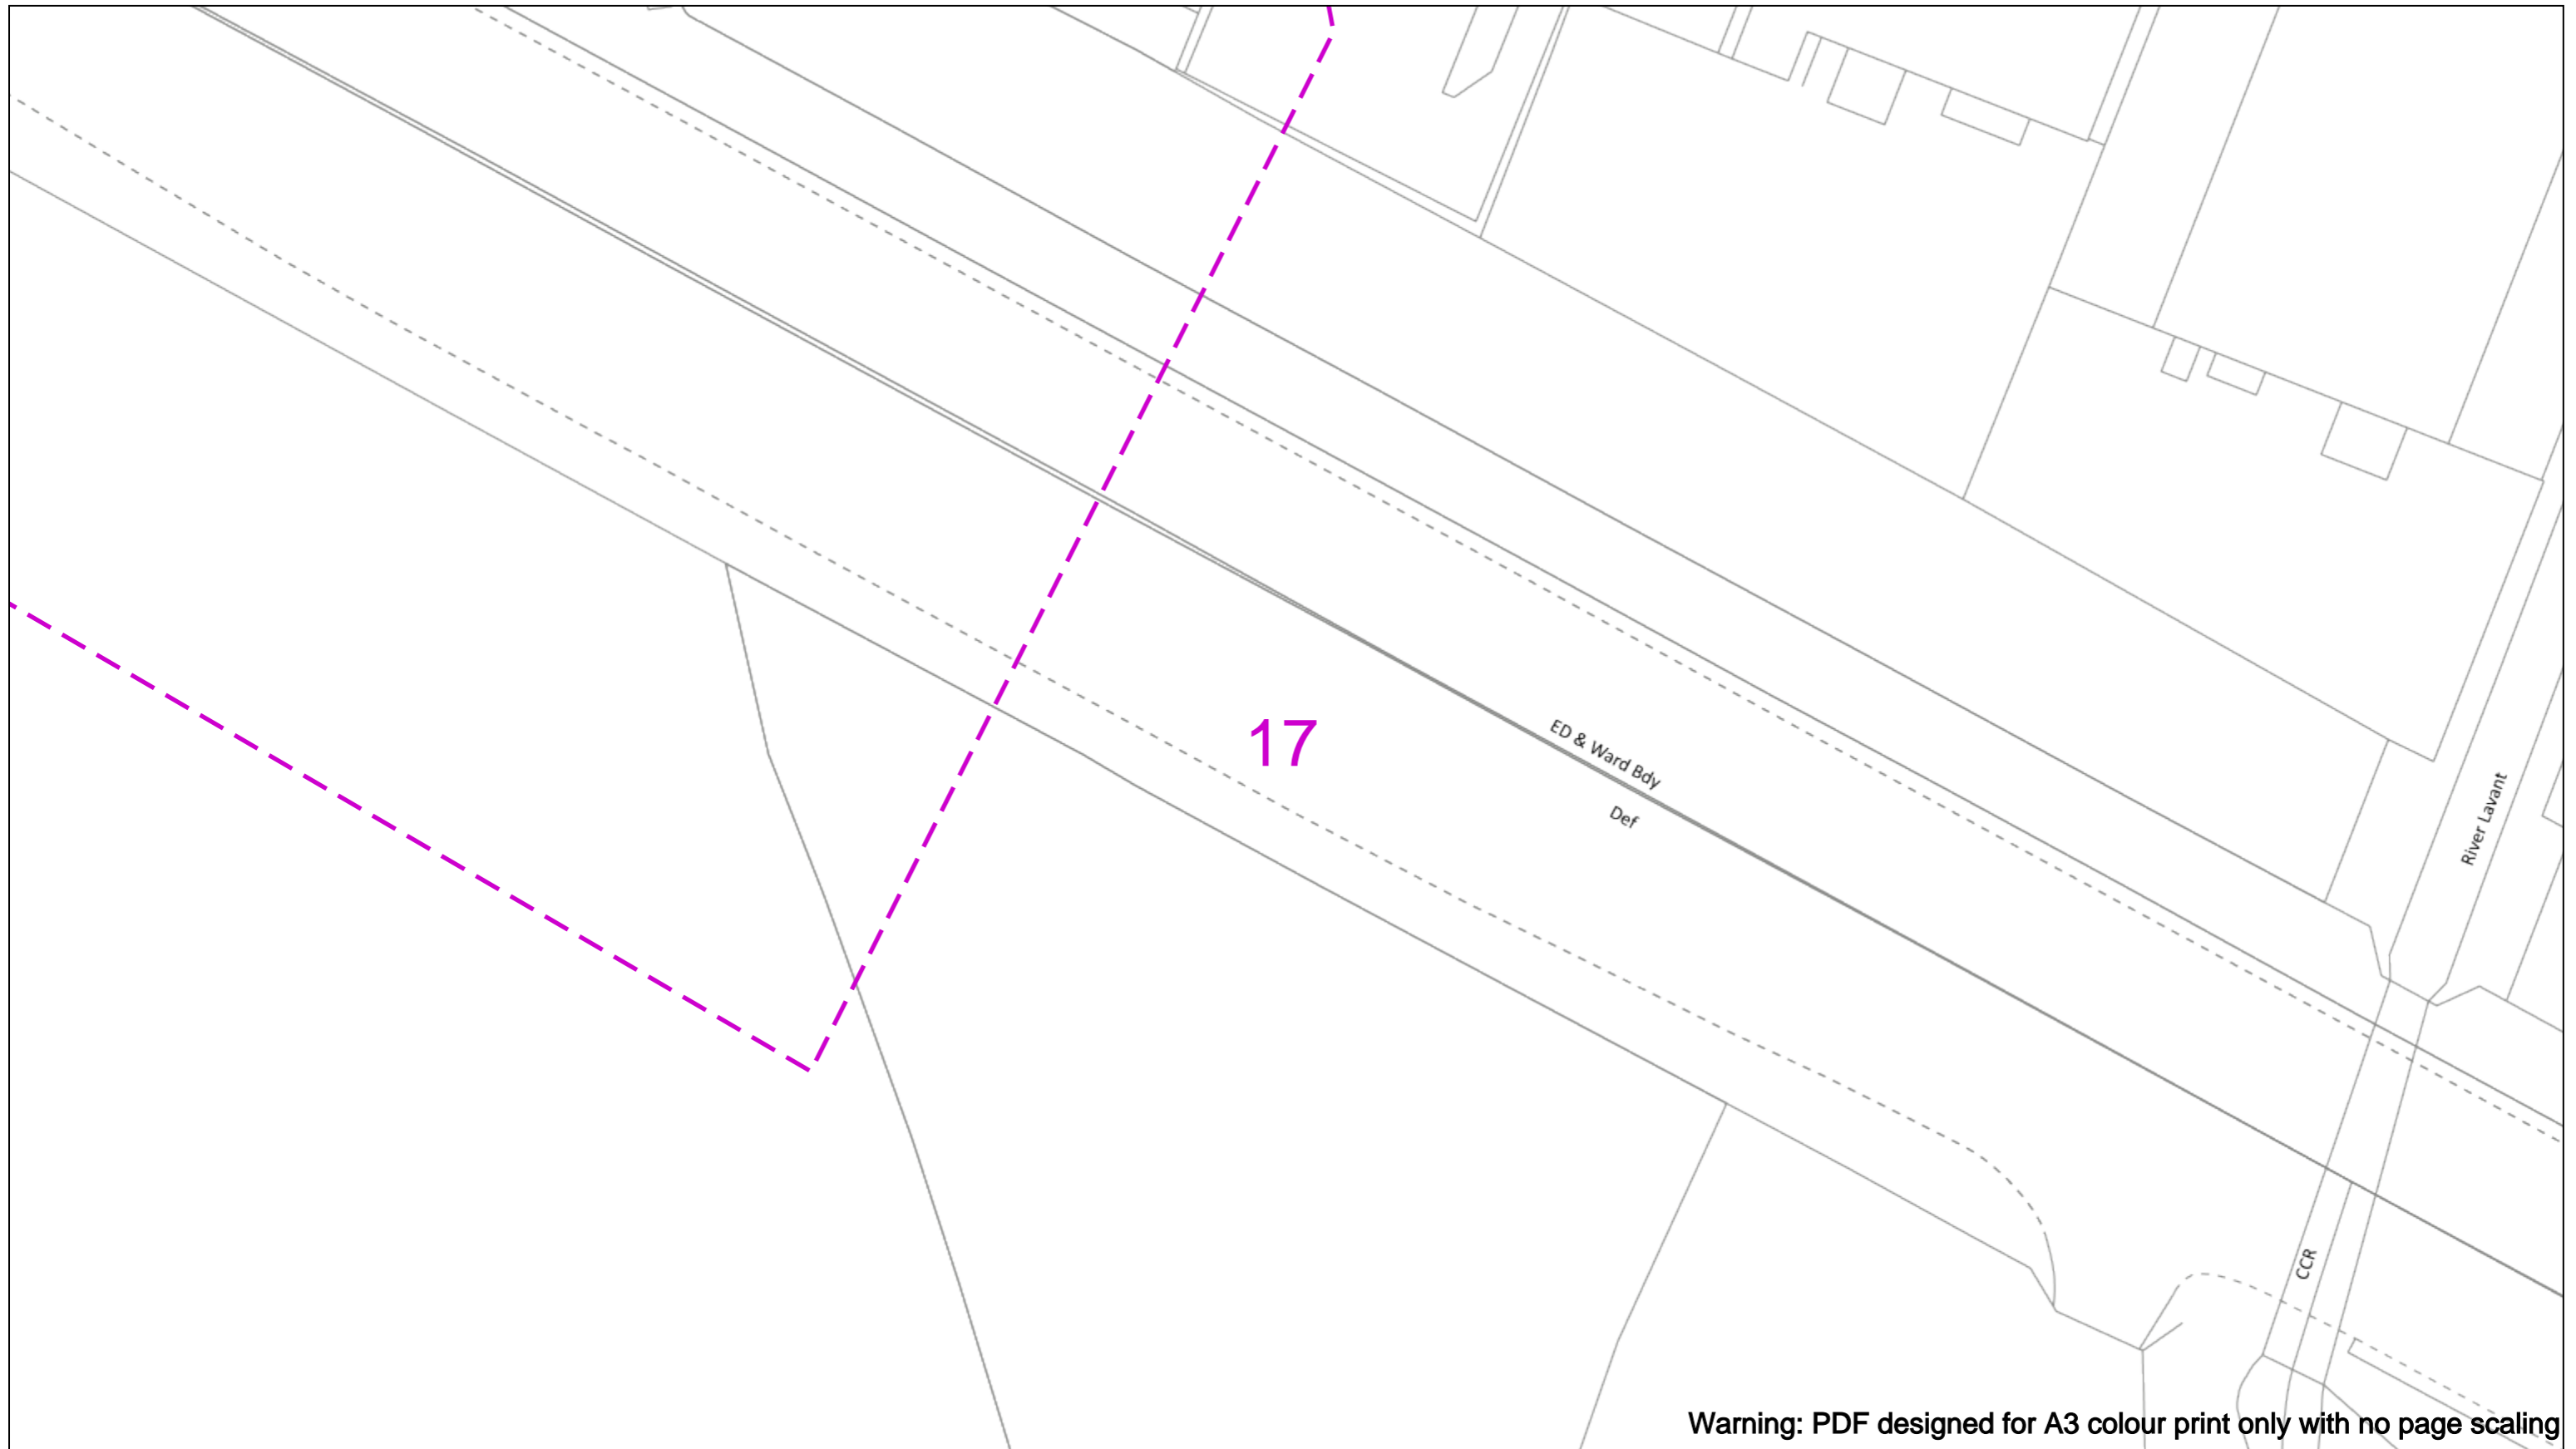 17
ED & Ward Bdy
Def
River Lavant
CCR
Warning: PDF designed for A3 colour print only with no page scaling